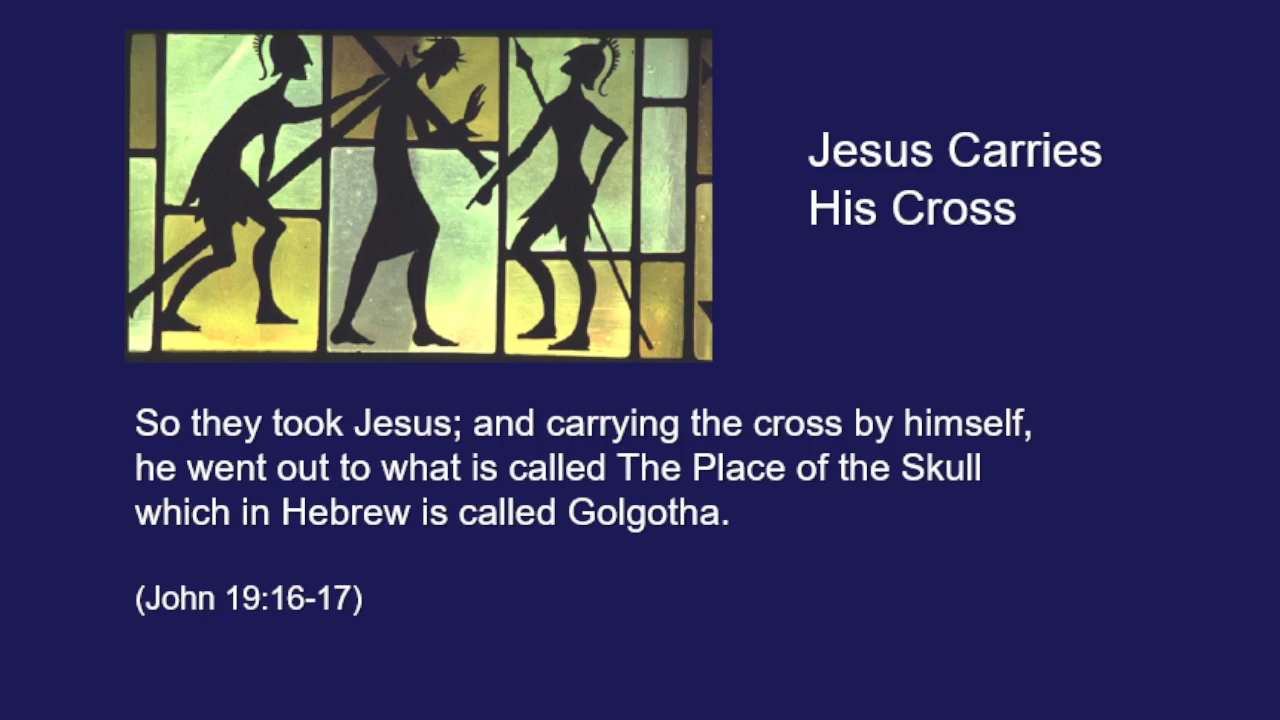 Jesus Carries
His Cross
So they took Jesus; and carrying the cross by himself,
he went out to what is called The Place of the Skull
which in Hebrew is called Golgotha.
(John 19:16-17)